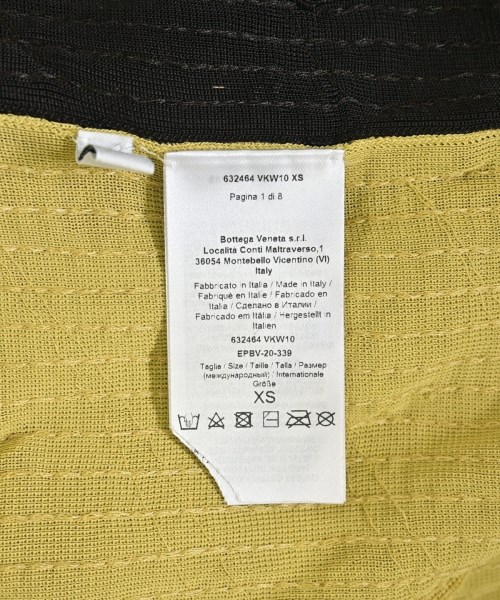 632464 VKW10 XS
Pagina 1 di 8
Bottega Veneta s.r.l.
Località Conti Maltraverso,1
36054 Montebello Vicentino (VI)
Italy
Fabbricato in Italia / Made in Italy /
Fabriqué en Italie / Fabricado en
Italia / Сделано в Италии /
Fabricado em Itália / Hergestellt in
Italien
632464 VKW10
EPBV-20-339
Taglia / Size / Taille / Talla / Размер
(международный) / Internationale
Größe
XS